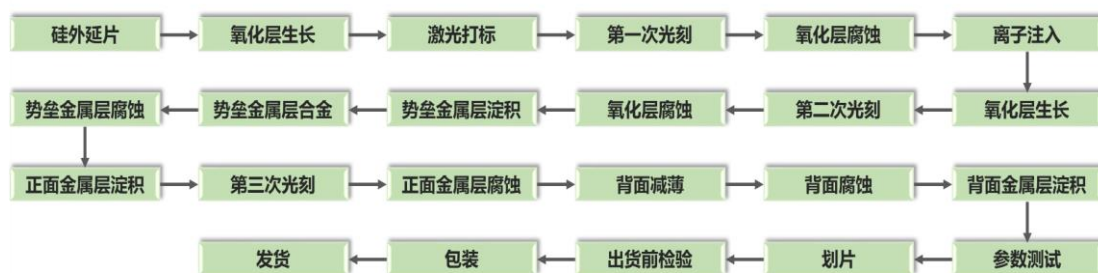 硅外延片
氧化层生长
激光打标
第一次光刻
氧化层腐蚀
离子注入
氧化层生长
第二次光刻
氧化层腐蚀
势垒金属层淀积
势垒金属层合金
势垒金属层腐蚀
正面金属层淀积
第三次光刻
正面金属层腐蚀
背面减薄
背面腐蚀
背面金属层淀积
参数测试
划片
出货前检验
包装
发货